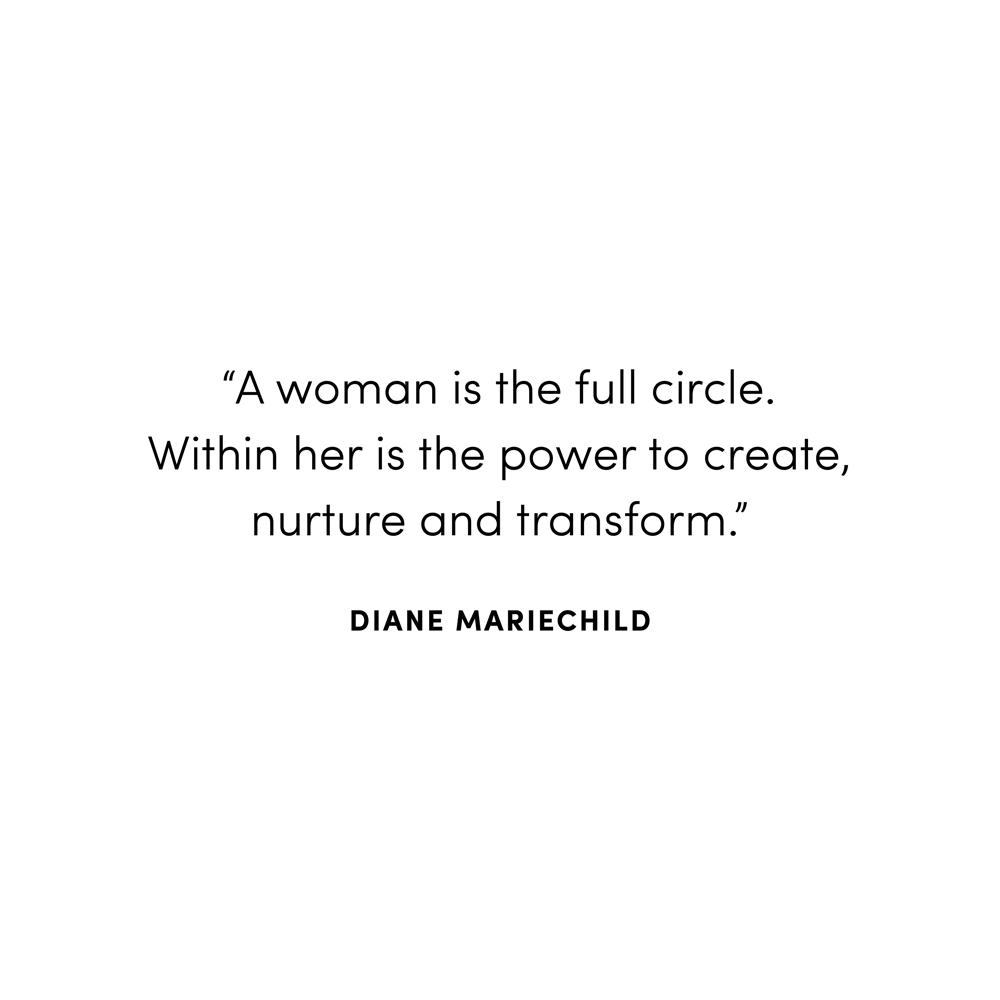 “A woman is the full circle.
Within her is the power to create,
nurture and transform.”
DIANE MARIECHILD